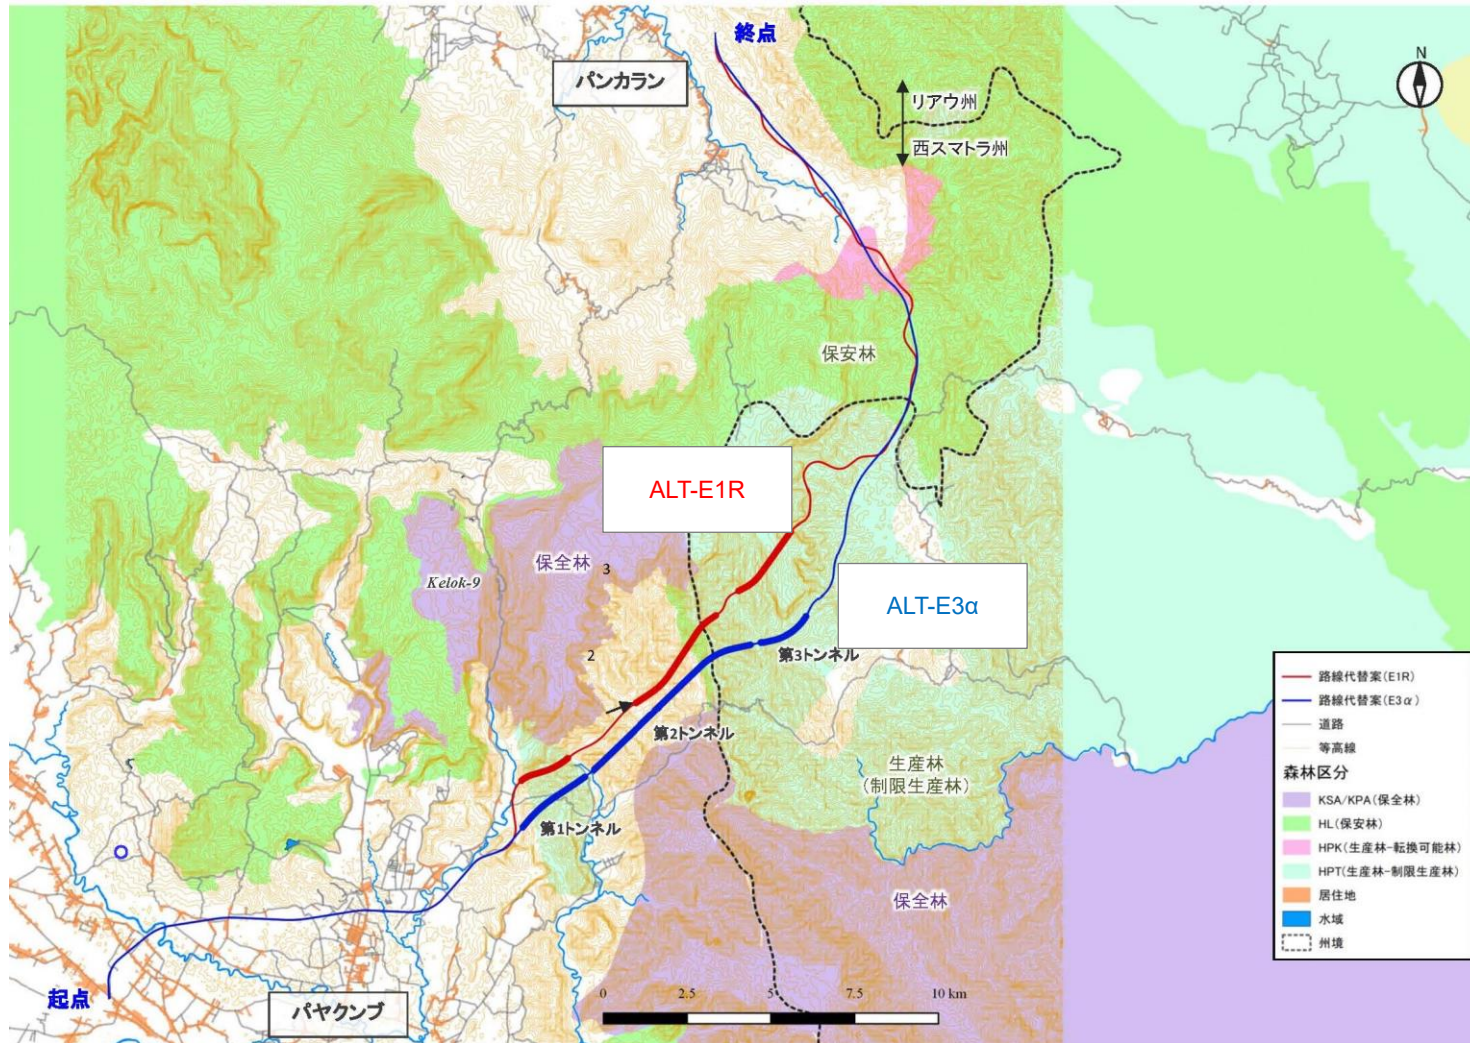 終点
パンカラン
N
リアウ州
西スマトラ州
保安林
ALT-E1R
保全林
3
Kelok-9
ALT-E3α
2
第3トンネル
第2トンネル
生産林
(制限生産林)
第1トンネル
保全林
起点
パヤクンブ
0 2.5 5 7.5 10 km
路線代替案(E1R)
路線代替案(E3α)
道路
等高線
森林区分
KSA/KPA(保全林)
HL(保安林)
HPK(生産林-転換可能林)
HPT(生産林-制限生産林)
居住地
水域
州境